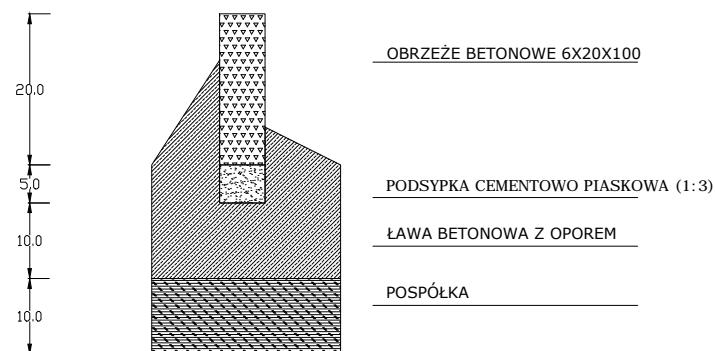 OBRZEŻE BETONOWE 6X20X100
20.0
5.0
PODSYPKA CEMENTOWO PIASKOWA (1:3)
10.0
ŁAWA BETONOWA Z OPOREM
POSPÓŁKA
10.0